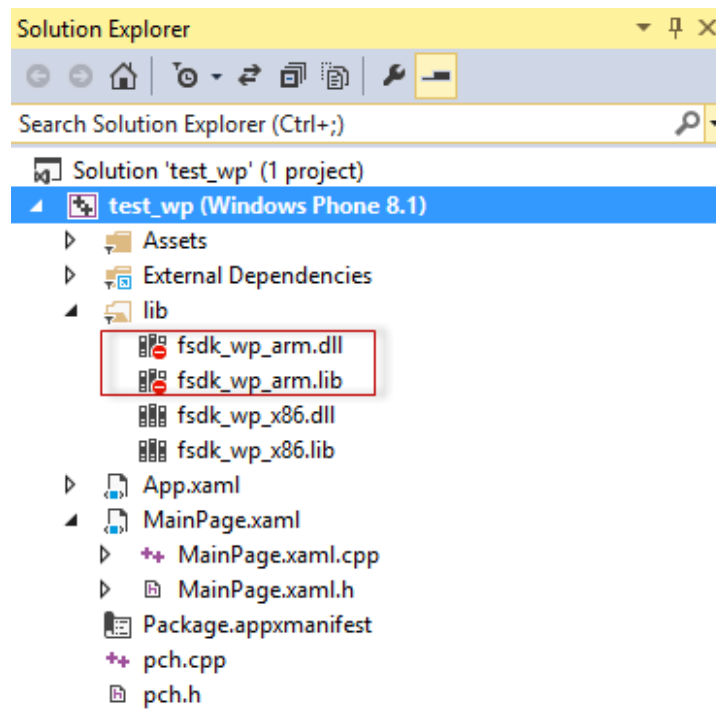 Solution Explorer
Search Solution Explorer (Ctrl+;)
Solution 'test_wp' (1 project)
test_wp (Windows Phone 8.1)
Assets
External Dependencies
lib
fsdk_wp_arm.dll
fsdk_wp_arm.lib
fsdk_wp_x86.dll
fsdk_wp_x86.lib
App.xaml
MainPage.xaml
MainPage.xaml.cpp
MainPage.xaml.h
Package.appxmanifest
pch.cpp
pch.h